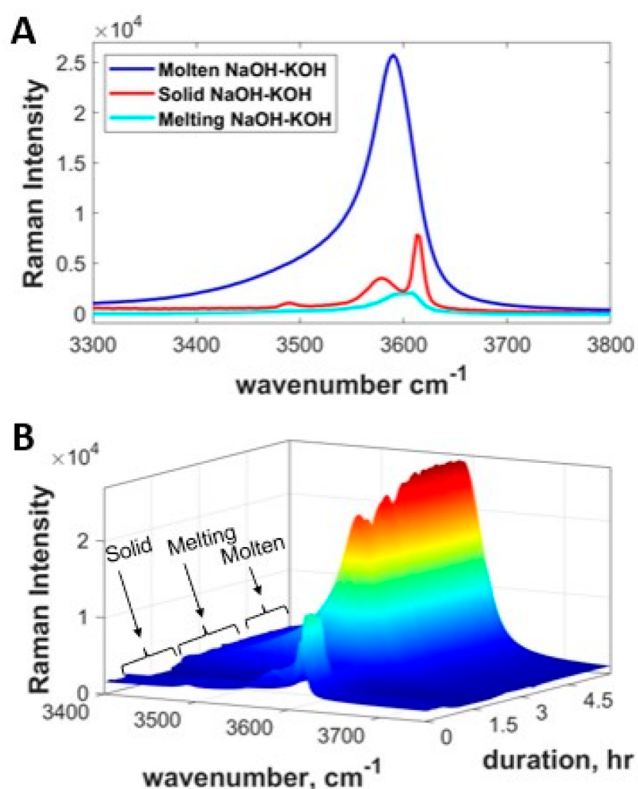 A
×10⁴
2.5
2
1.5
1
0.5
0
Raman Intensity
Molten NaOH-KOH
Solid NaOH-KOH
Melting NaOH-KOH
3300 3400 3500 3600 3700 3800
wavenumber cm⁻¹
B
×10⁴
2
1
0
Raman Intensity
Solid
Melting
Molten
3400 3500 3600 3700
wavenumber, cm⁻¹
0 1.5 3 4.5
duration, hr